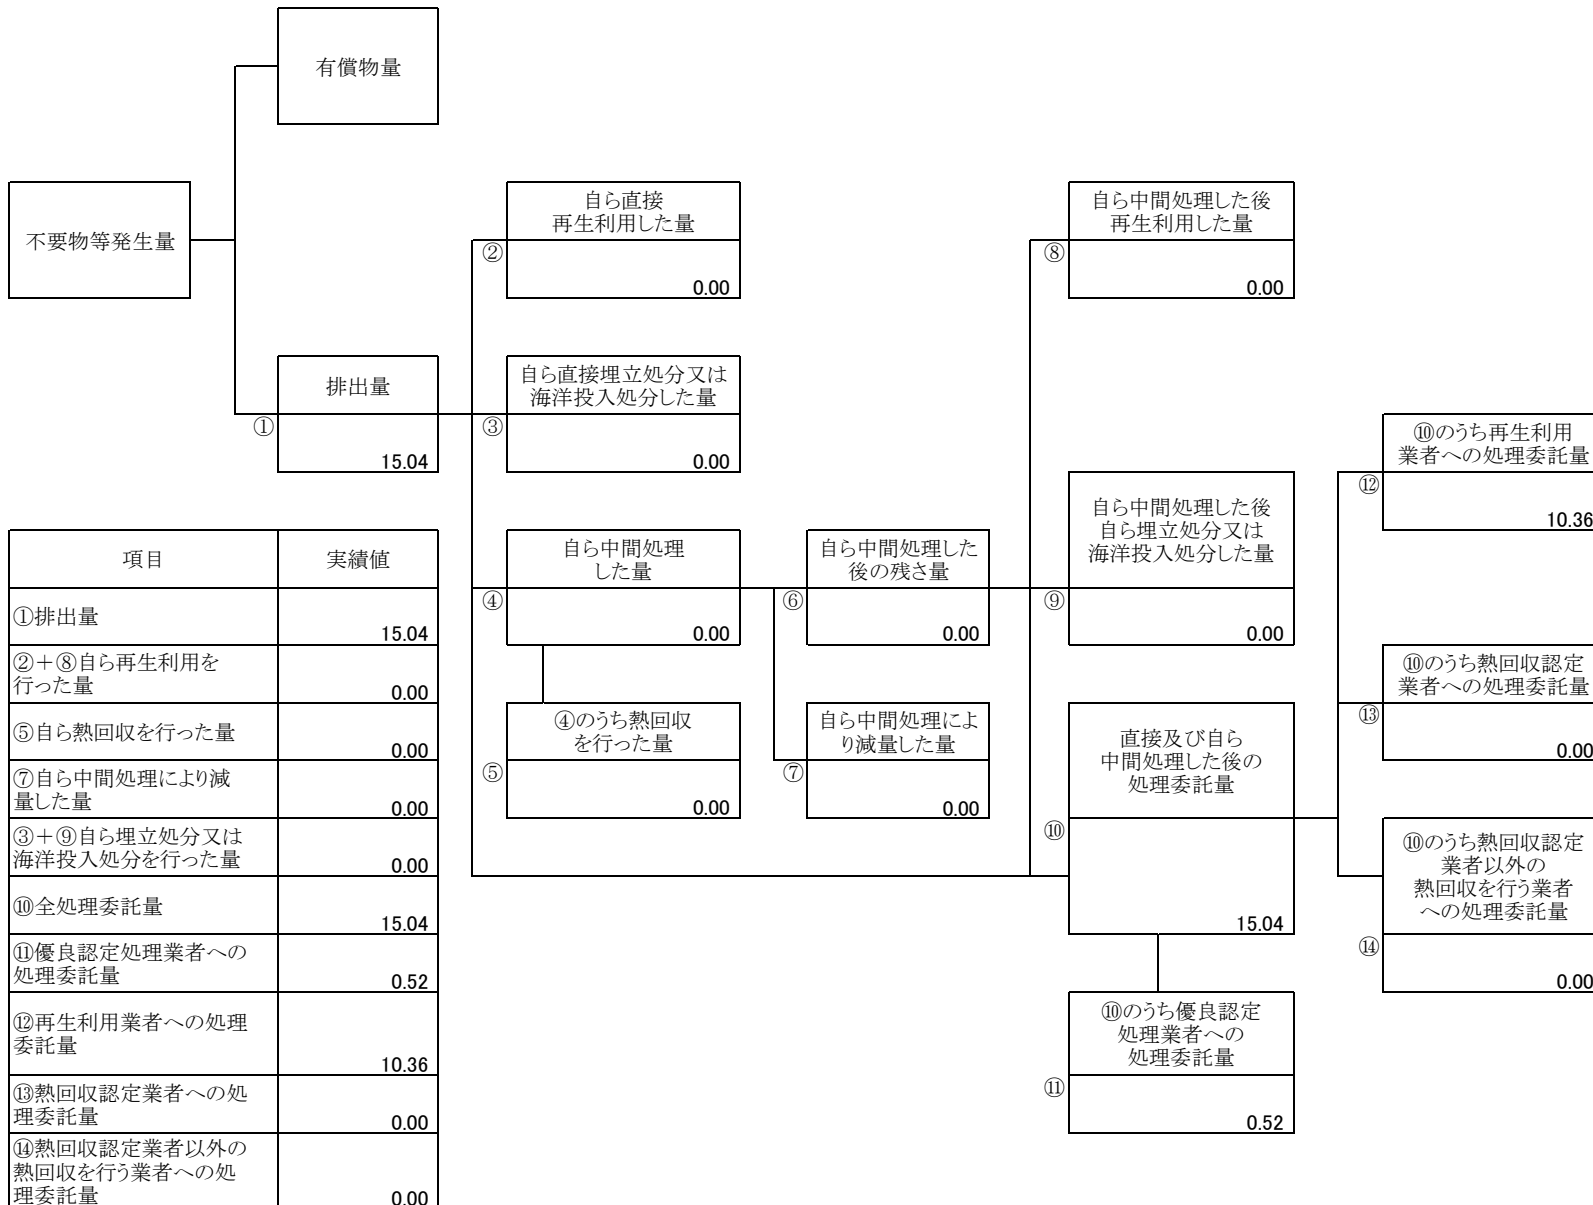 有償物量
不要物等発生量
自ら直接
再生利用した量
②
0.00
自ら中間処理した後
再生利用した量
⑧
0.00
排出量
①
15.04
自ら直接埋立処分又は
海洋投入処分した量
③
0.00
⑩のうち再生利用
業者への処理委託量
⑫
10.36
自ら中間処理
した量
④
0.00
自ら中間処理した
後の残さ量
⑥
0.00
自ら中間処理した後
自ら埋立処分又は
海洋投入処分した量
⑨
0.00
⑩のうち熱回収認定
業者への処理委託量
⑬
0.00
④のうち熱回収
を行った量
⑤
0.00
自ら中間処理によ
り減量した量
⑦
0.00
直接及び自ら
中間処理した後の
処理委託量
⑩
15.04
⑩のうち熱回収認定
業者以外の
熱回収を行う業者
への処理委託量
⑭
0.00
⑩のうち優良認定
処理業者への
処理委託量
⑪
0.52
項目 実績値
①排出量
15.04
②＋⑧自ら再生利用を
行った量
0.00
⑤自ら熱回収を行った量
0.00
⑦自ら中間処理により減
量した量
0.00
③＋⑨自ら埋立処分又は
海洋投入処分を行った量
0.00
⑩全処理委託量
15.04
⑪優良認定処理業者への
処理委託量
0.52
⑫再生利用業者への処理
委託量
10.36
⑬熱回収認定業者への処
理委託量
0.00
⑭熱回収認定業者以外の
熱回収を行う業者への処
理委託量
0.00